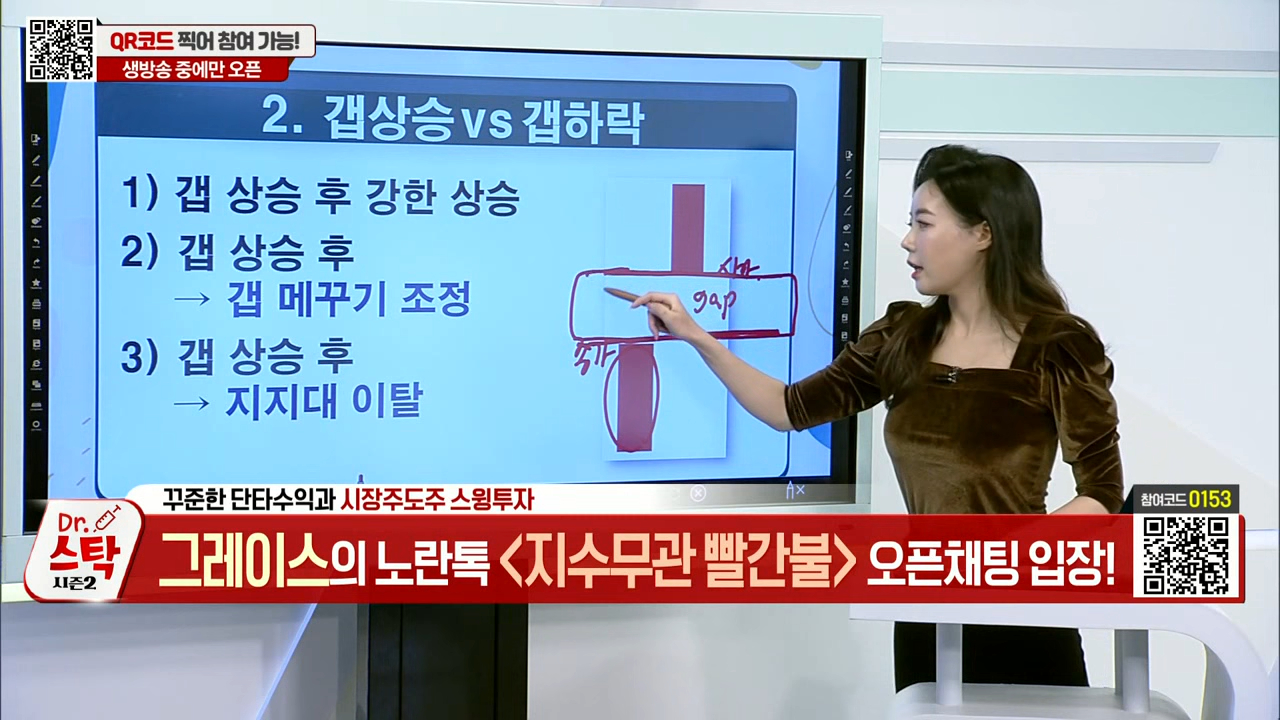 QR코드 찍어 참여 가능!
생방송 중에만 오픈
2. 갭상승 vs 갭하락
1) 갭 상승 후 강한 상승
2) 갭 상승 후
→ 갭 메꾸기 조정
3) 갭 상승 후
→ 지지대 이탈
시가
gap
종가
꾸준한 단타수익과 시장주도주 스윙투자
참여코드 0153
Dr.
스탁
시즌2
그레이스의 노란톡 <지수무관 빨간불> 오픈채팅 입장!